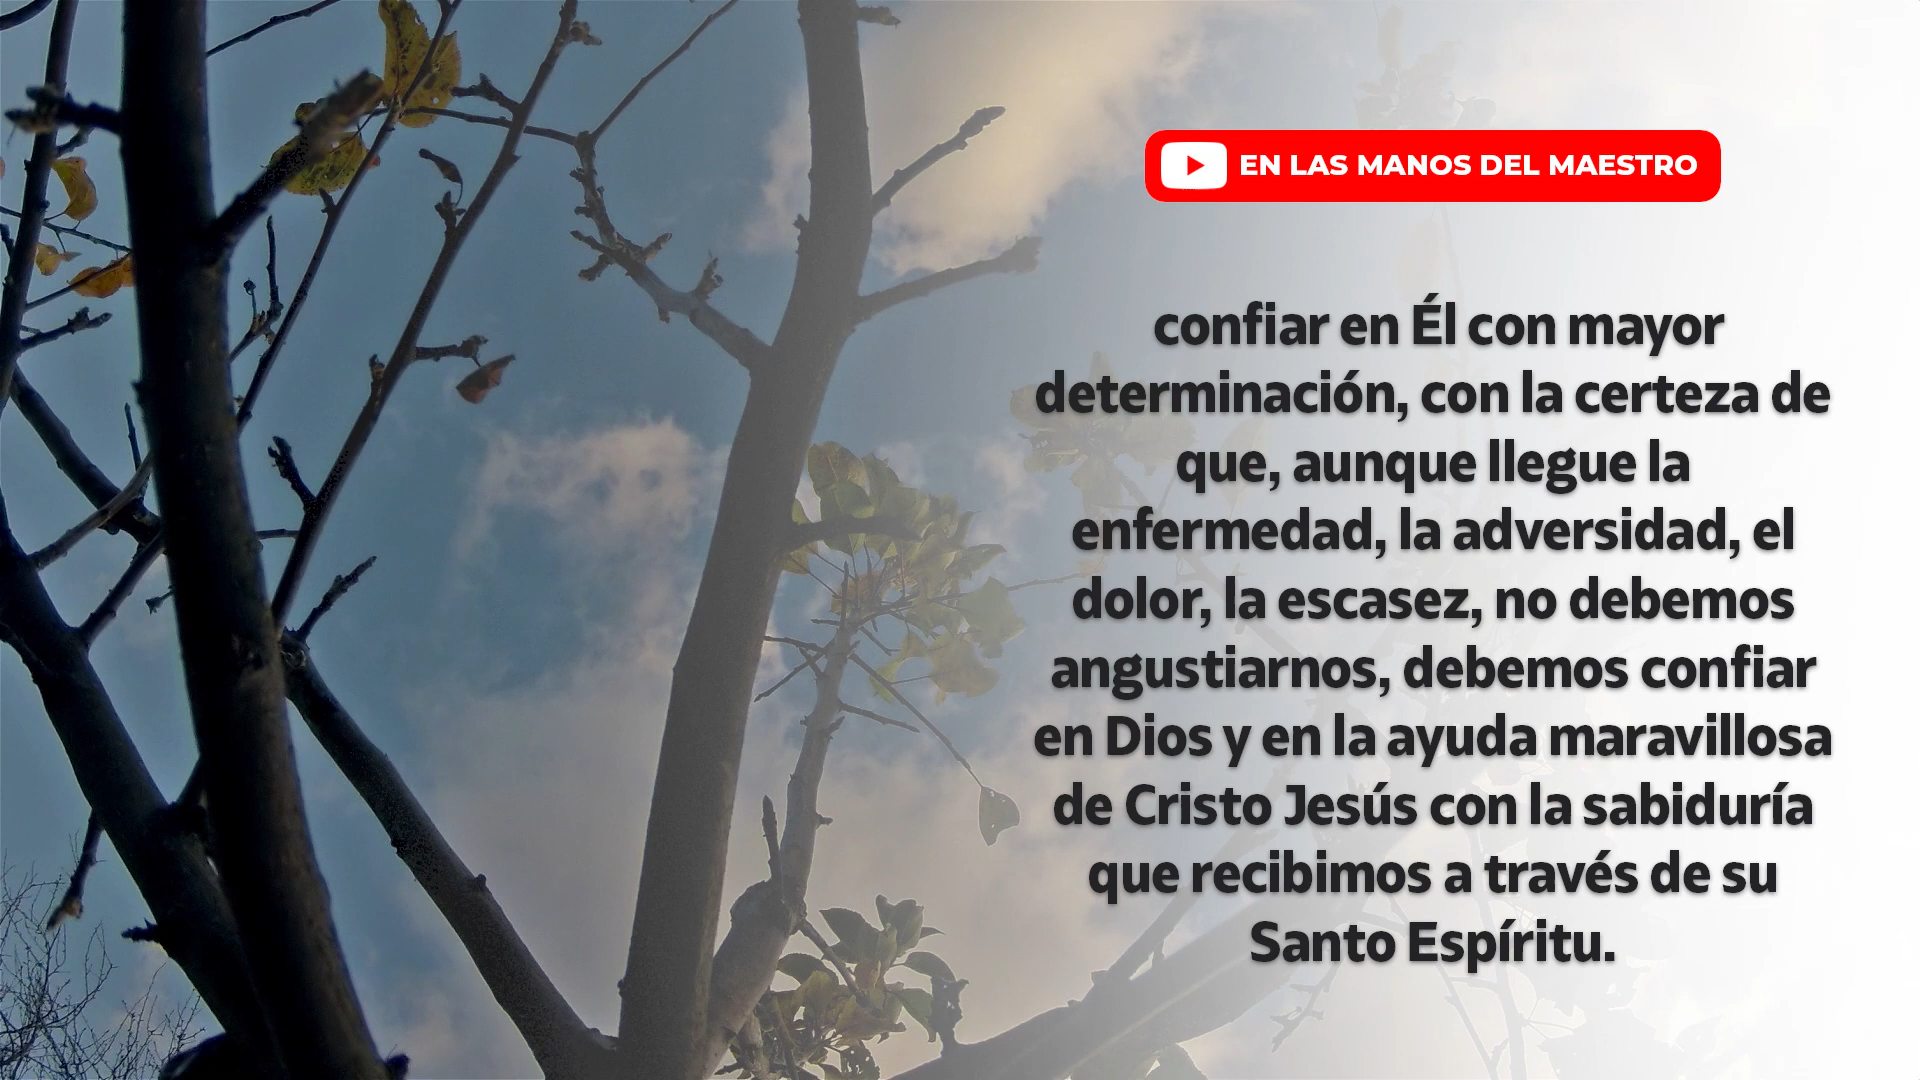 EN LAS MANOS DEL MAESTRO
confiar en Él con mayor
determinación, con la certeza de
que, aunque llegue la
enfermedad, la adversidad, el
dolor, la escasez, no debemos
angustiarnos, debemos confiar
en Dios y en la ayuda maravillosa
de Cristo Jesús con la sabiduría
que recibimos a través de su
Santo Espíritu.